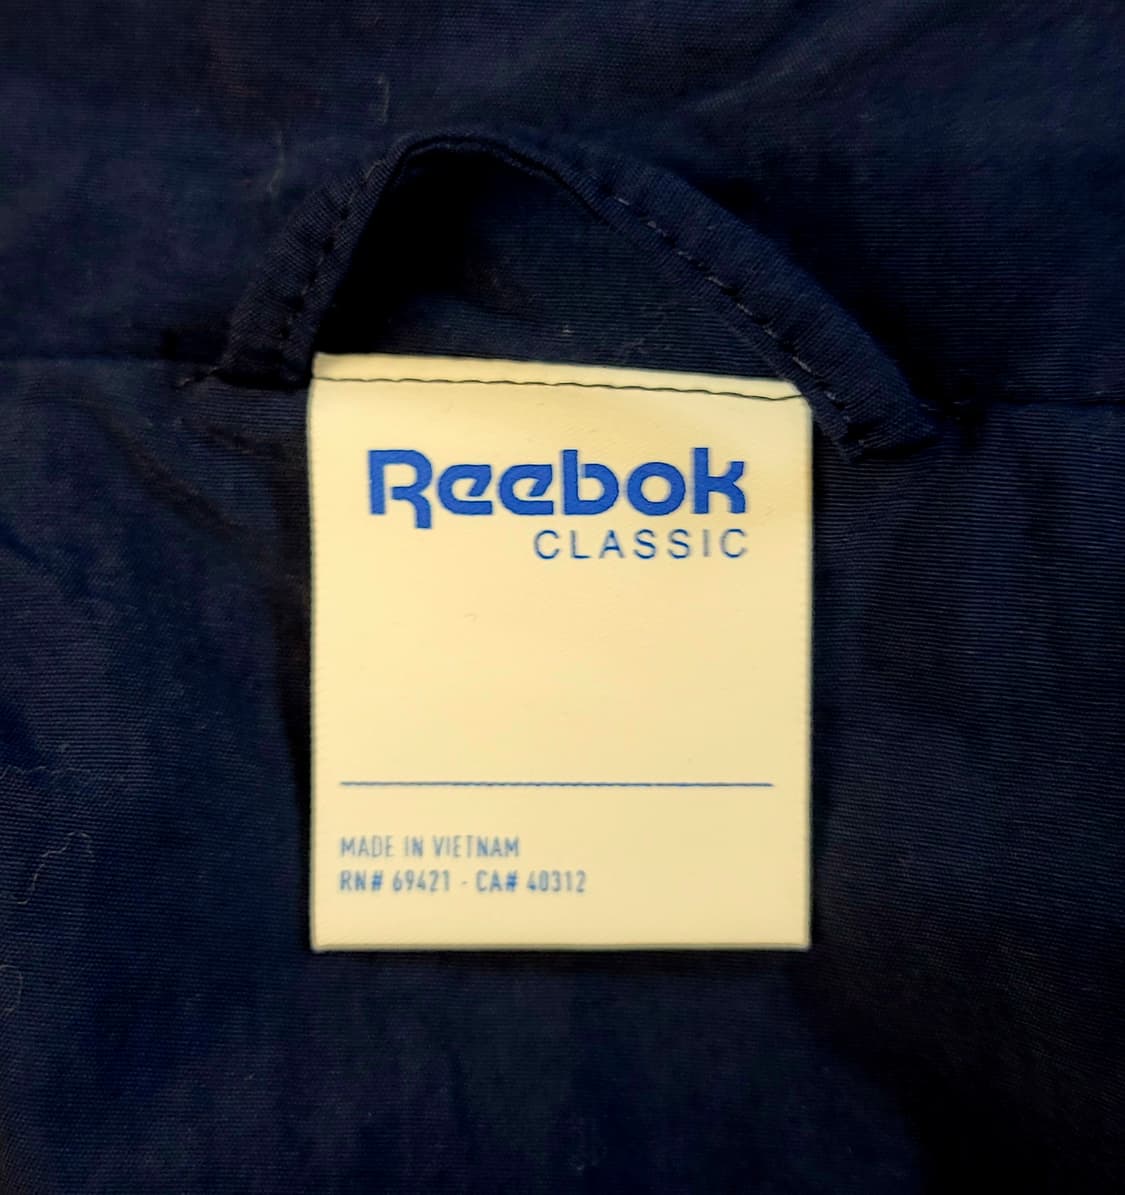 Reebok
CLASSIC
MADE IN VIETNAM
RN# 69421 - CA# 40312